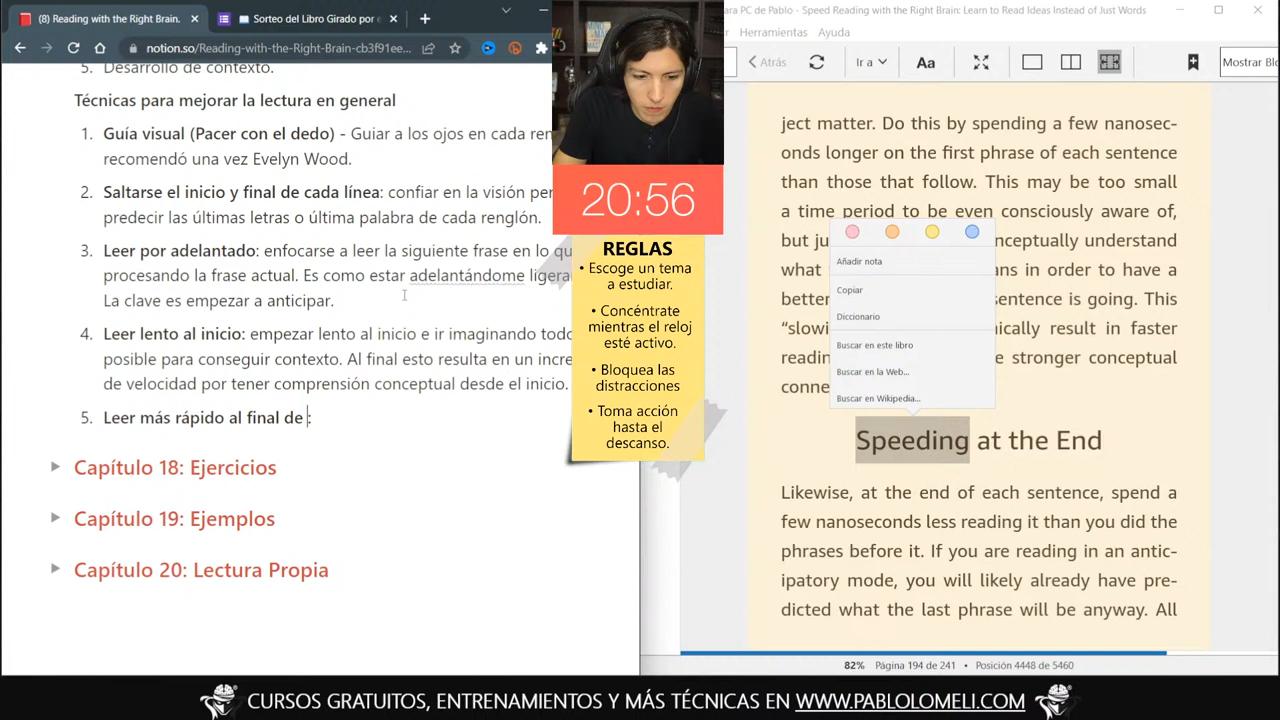 (8) Reading with the Right Brain.
Sorteo del Libro Girado por e
notion.so/Reading-with-the-Right-Brain-cb3f91ee...
5. Desarrollo de contexto.
Técnicas para mejorar la lectura en general
1. Guía visual (Pacer con el dedo) - Guiar a los ojos en cada ren
recomendó una vez Evelyn Wood.
2. Saltarse el inicio y final de cada línea: confiar en la visión per
predecir las últimas letras o última palabra de cada renglón.
3. Leer por adelantado: enfocarse a leer la siguiente frase en lo qu
procesando la frase actual. Es como estar adelantándome ligera
La clave es empezar a anticipar.
4. Leer lento al inicio: empezar lento al inicio e ir imaginando todo
posible para conseguir contexto. Al final esto resulta en un incre
de velocidad por tener comprensión conceptual desde el inicio.
5. Leer más rápido al final de :
Capítulo 18: Ejercicios
Capítulo 19: Ejemplos
Capítulo 20: Lectura Propia
20:56
REGLAS
• Escoge un tema
a estudiar.
• Concéntrate
mientras el reloj
esté activo.
• Bloquea las
distracciones
• Toma acción
hasta el
descanso.
ara PC de Pablo - Speed Reading with the Right Brain: Learn to Read Ideas Instead of Just Words
Herramientas Ayuda
Atrás Ir a Aa Mostrar Blo
ject matter. Do this by spending a few nanosec-
onds longer on the first phrase of each sentence
than those that follow. This may be too small
a time period to be even consciously aware of,
but ju nceptually understand
what ans in order to have a
better sentence is going. This
“slowi nically result in faster
readin e stronger conceptual
conne
Añadir nota
Copiar
Diccionario
Buscar en este libro
Buscar en la Web...
Buscar en Wikipedia...
Speeding at the End
Likewise, at the end of each sentence, spend a
few nanoseconds less reading it than you did the
phrases before it. If you are reading in an antic-
ipatory mode, you will likely already have pre-
dicted what the last phrase will be anyway. All
82% Página 194 de 241 • Posición 4448 de 5460
CURSOS GRATUITOS, ENTRENAMIENTOS Y MÁS TÉCNICAS EN WWW.PABLOLOMELI.COM